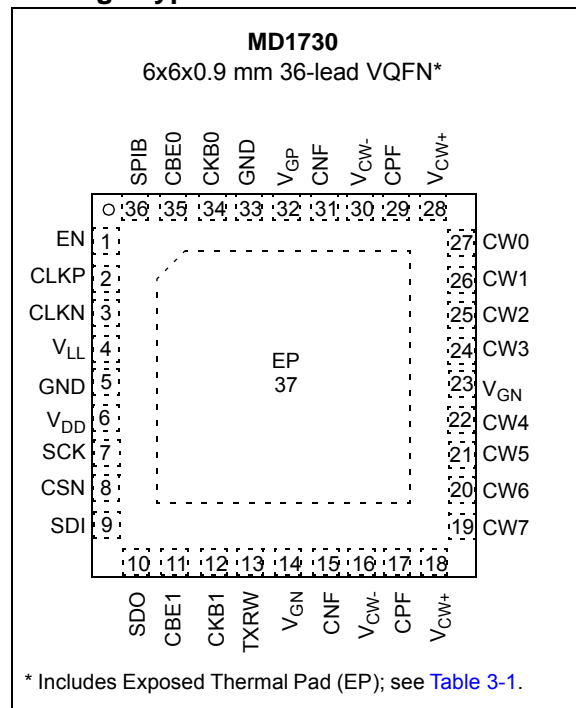 MD1730
6x6x0.9 mm 36-lead VQFN*
SPIB
CBE0
CKB0
GND
VGP
CNF
VCW-
CPF
VCW+
36 35 34 33 32 31 30 29 28
EN 1
CLKP 2
CLKN 3
VLL 4
GND 5
VDD 6
SCK 7
CSN 8
SDI 9
EP
37
27 CW0
26 CW1
25 CW2
24 CW3
23 VGN
22 CW4
21 CW5
20 CW6
19 CW7
10 11 12 13 14 15 16 17 18
SDO
CBE1
CKB1
TXRW
VGN
CNF
VCW-
CPF
VCW+
* Includes Exposed Thermal Pad (EP); see Table 3-1.